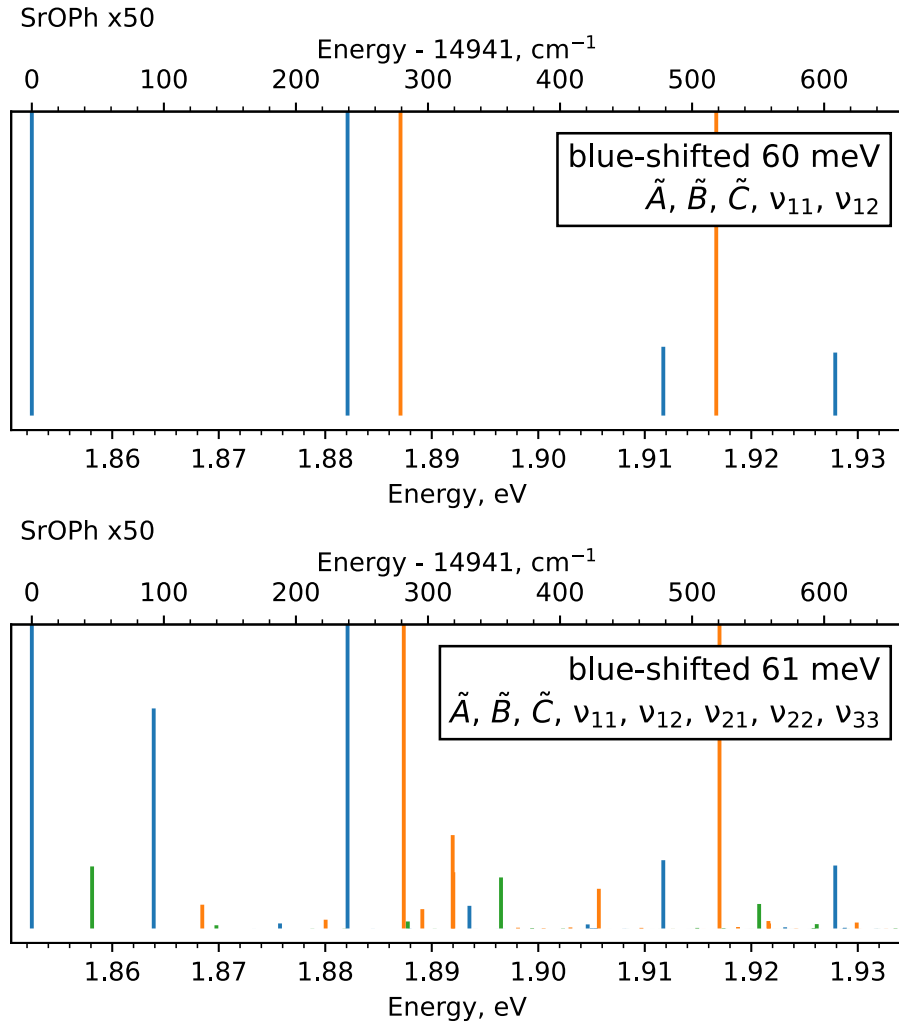 SrOPh x50
Energy - 14941, cm⁻¹
0 100 200 300 400 500 600
blue-shifted 60 meV
Ã, B̃, C̃, ν₁₁, ν₁₂
1.86 1.87 1.88 1.89 1.90 1.91 1.92 1.93
Energy, eV
SrOPh x50
Energy - 14941, cm⁻¹
0 100 200 300 400 500 600
blue-shifted 61 meV
Ã, B̃, C̃, ν₁₁, ν₁₂, ν₂₁, ν₂₂, ν₃₃
1.86 1.87 1.88 1.89 1.90 1.91 1.92 1.93
Energy, eV